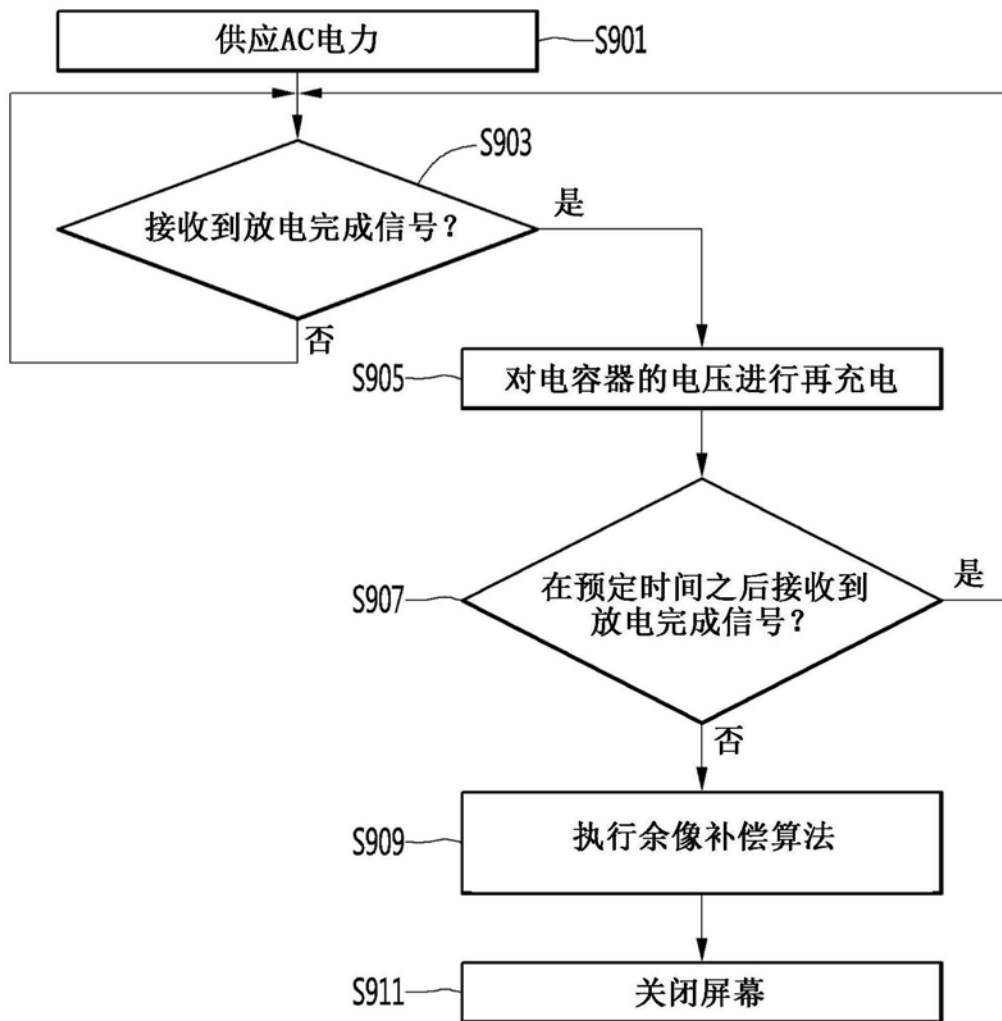 供应AC电力
S901
S903
接收到放电完成信号?
是
否
S905
对电容器的电压进行再充电
S907
在预定时间之后接收到
放电完成信号?
是
否
S909
执行余像补偿算法
S911
关闭屏幕